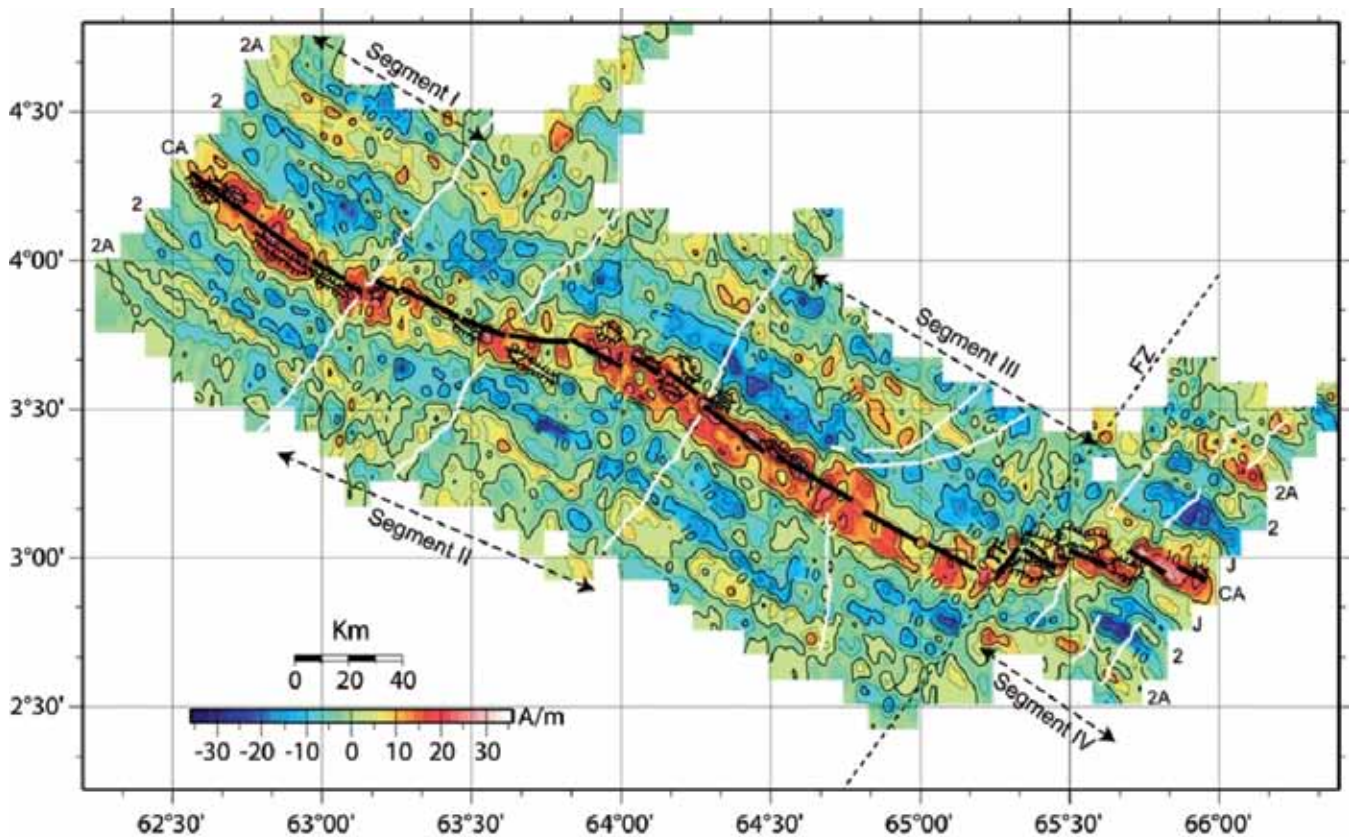 2A
Segment I
4°30'
2
CA
2
2A
4°00'
Segment III
FZ
3°30'
2A
2
Segment II
3°00'
J
CA
J
Km
2
0 20 40
Segment IV
2A
2°30'
A/m
-30 -20 -10 0 10 20 30
62°30' 63°00' 63°30' 64°00' 64°30' 65°00' 65°30' 66°00'